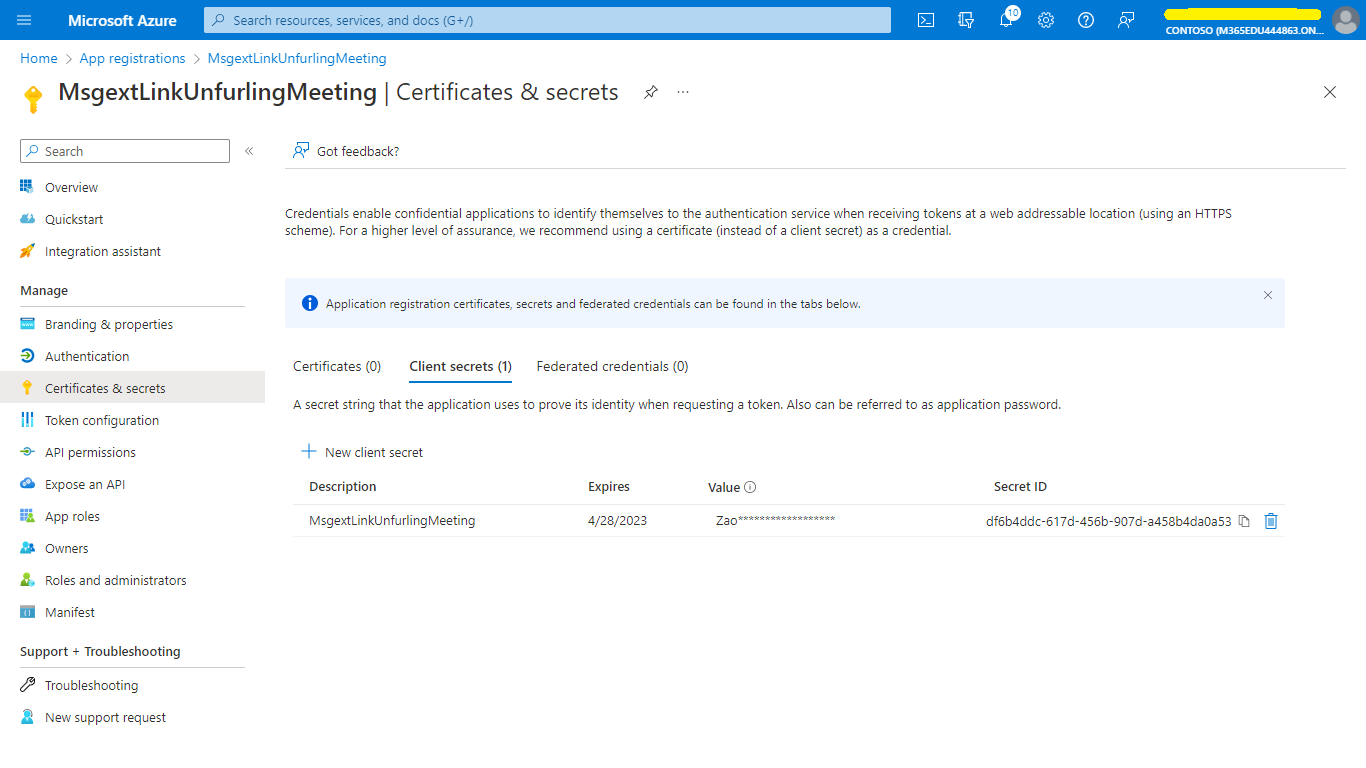 Microsoft Azure
Search resources, services, and docs (G+/)
10
CONTOSO (M365EDU444863.ON...
Home > App registrations > MsgextLinkUnfurlingMeeting
MsgextLinkUnfurlingMeeting | Certificates & secrets
Search
Got feedback?
Overview
Quickstart
Integration assistant
Manage
Branding & properties
Authentication
Certificates & secrets
Token configuration
API permissions
Expose an API
App roles
Owners
Roles and administrators
Manifest
Support + Troubleshooting
Troubleshooting
New support request
Credentials enable confidential applications to identify themselves to the authentication service when receiving tokens at a web addressable location (using an HTTPS
scheme). For a higher level of assurance, we recommend using a certificate (instead of a client secret) as a credential.
Application registration certificates, secrets and federated credentials can be found in the tabs below.
Certificates (0) Client secrets (1) Federated credentials (0)
A secret string that the application uses to prove its identity when requesting a token. Also can be referred to as application password.
New client secret
Description Expires Value Secret ID
MsgextLinkUnfurlingMeeting 4/28/2023 Zao****************** df6b4ddc-617d-456b-907d-a458b4da0a53